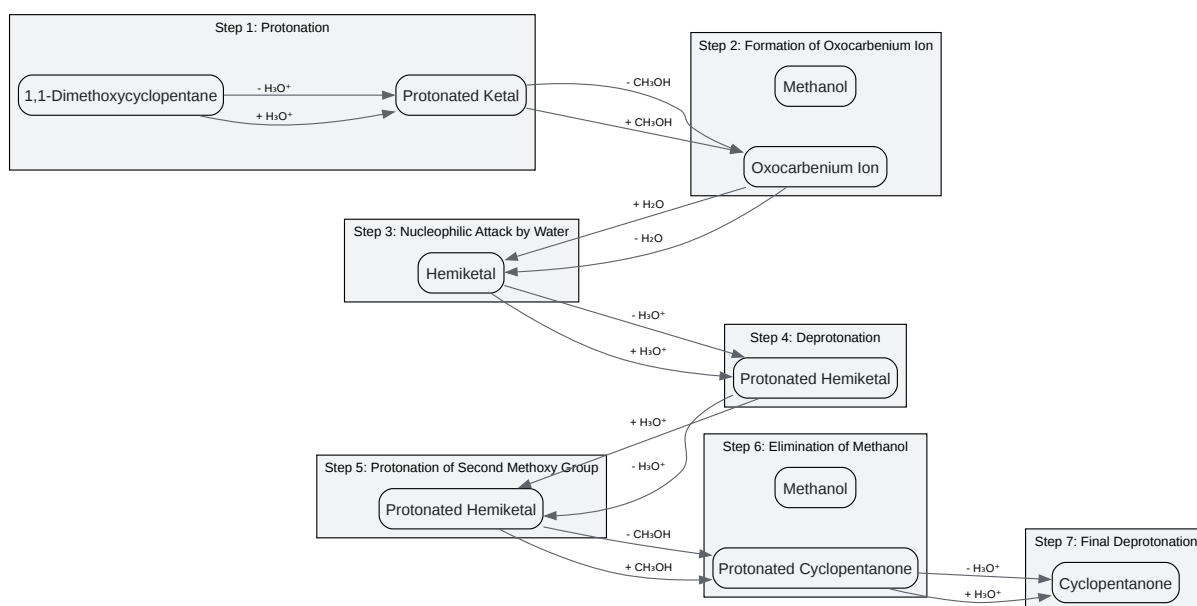 Step 1: Protonation
1,1-Dimethoxycyclopentane
- H₃O⁺
+ H₃O⁺
Protonated Ketal
- CH₃OH
+ CH₃OH
Step 2: Formation of Oxocarbenium Ion
Methanol
Oxocarbenium Ion
+ H₂O
- H₂O
Step 3: Nucleophilic Attack by Water
Hemiketal
- H₃O⁺
+ H₃O⁺
Step 4: Deprotonation
Protonated Hemiketal
+ H₃O⁺
- H₃O⁺
Step 5: Protonation of Second Methoxy Group
Protonated Hemiketal
- CH₃OH
+ CH₃OH
Step 6: Elimination of Methanol
Methanol
Protonated Cyclopentanone
- H₃O⁺
+ H₃O⁺
Step 7: Final Deprotonation
Cyclopentanone